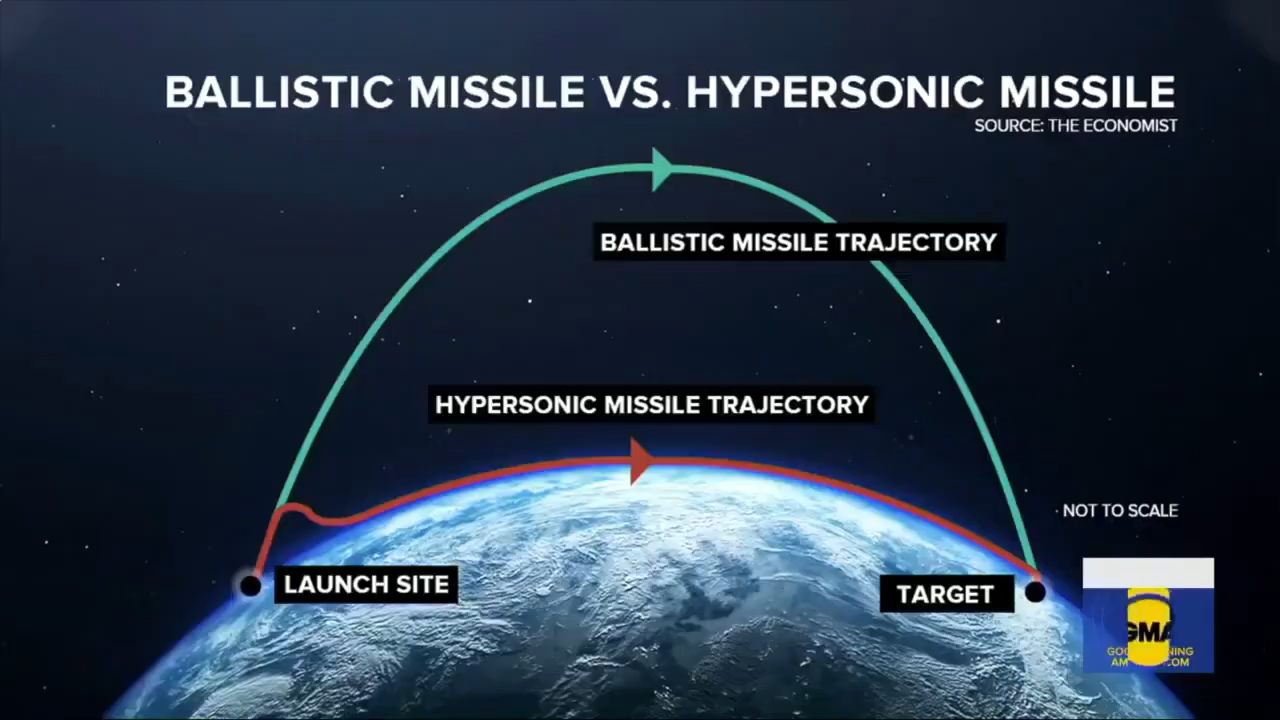 BALLISTIC MISSILE VS. HYPERSONIC MISSILE
SOURCE: THE ECONOMIST
BALLISTIC MISSILE TRAJECTORY
HYPERSONIC MISSILE TRAJECTORY
NOT TO SCALE
LAUNCH SITE
TARGET
GMA